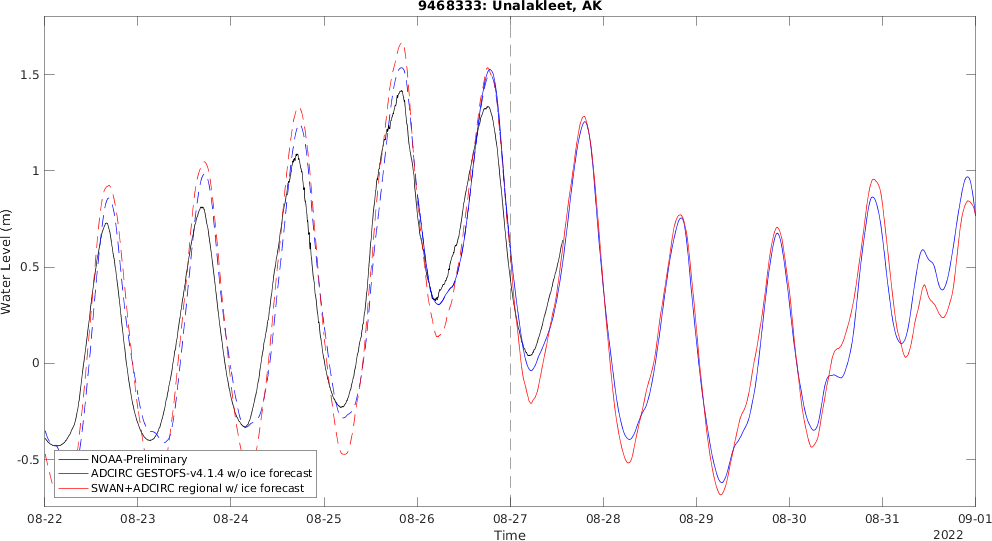 9468333: Unalakleet, AK
Water Level (m)
1.5
1
0.5
0
-0.5
NOAA-Preliminary
ADCIRC GESTOFS-v4.1.4 w/o ice forecast
SWAN+ADCIRC regional w/ ice forecast
08-22 08-23 08-24 08-25 08-26 08-27 08-28 08-29 08-30 08-31 09-01
Time
2022